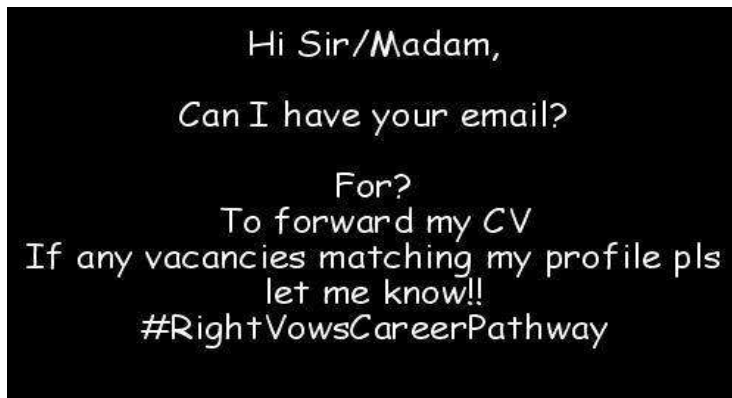 Hi Sir/Madam,
Can I have your email?
For?
To forward my CV
If any vacancies matching my profile pls
let me know!!
#RightVowsCareerPathway